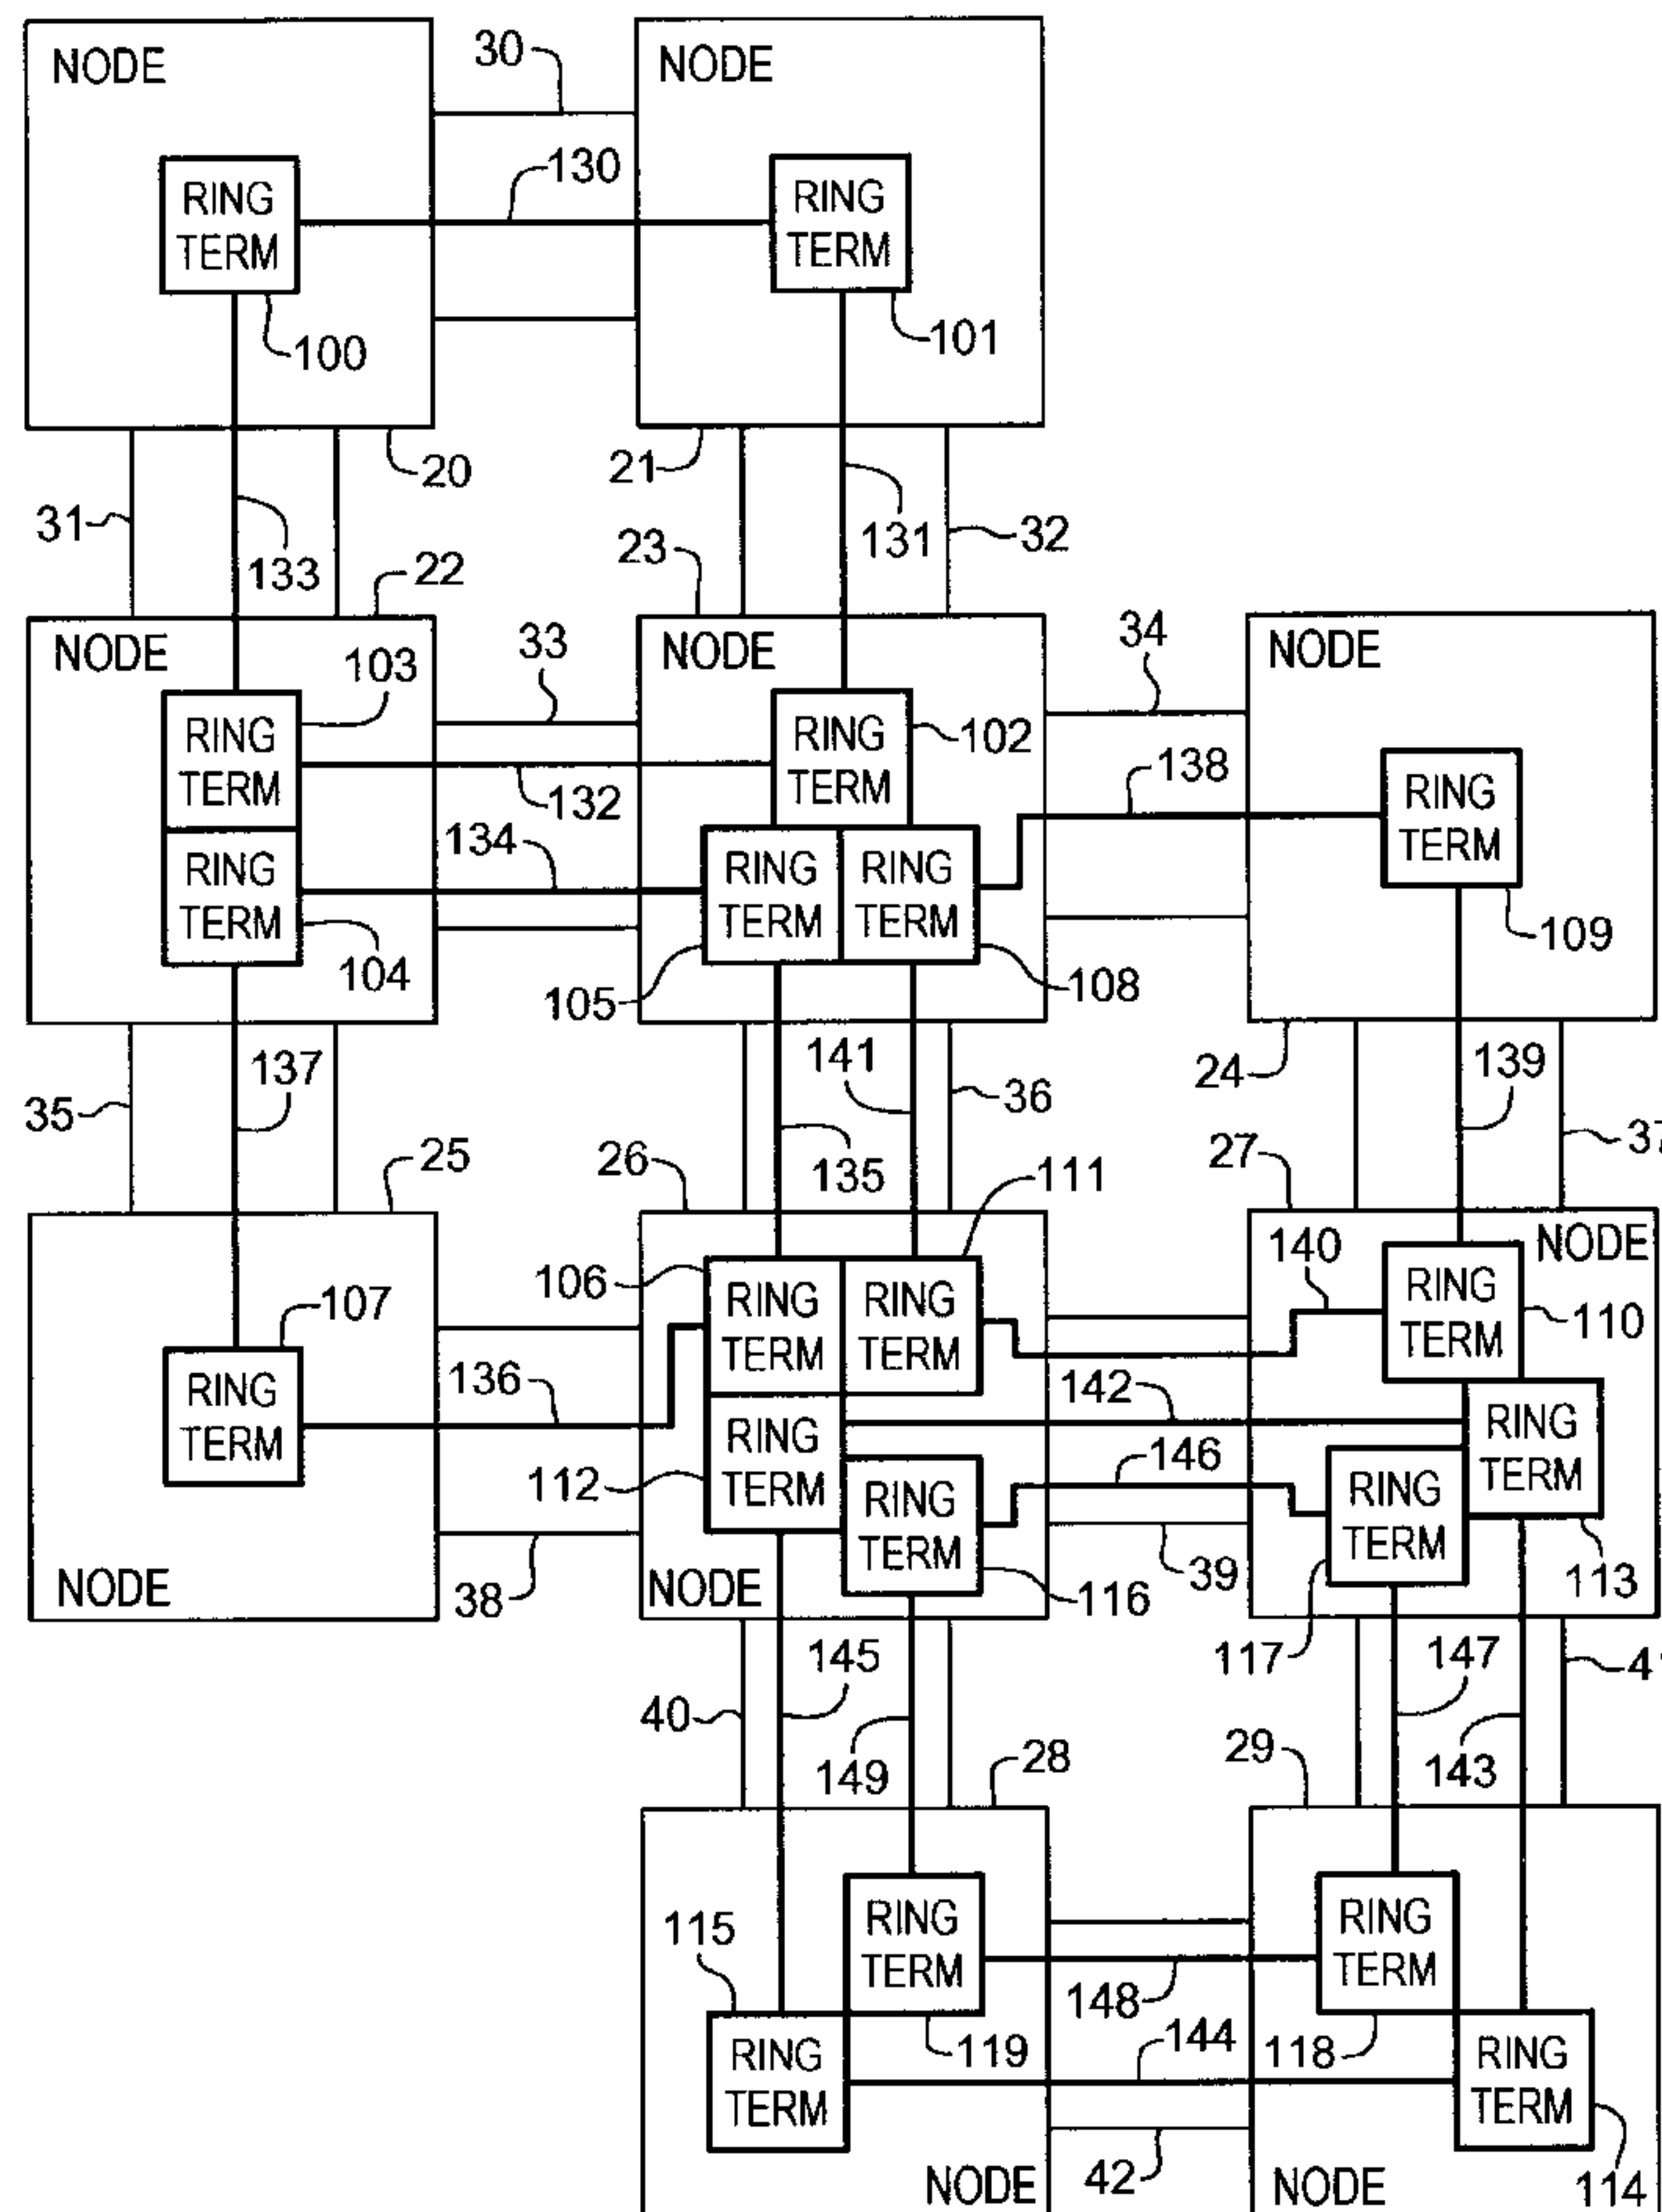 NODE
30
NODE
130
RING
TERM
RING
TERM
100
101
20
21
31
133
131
32
22
23
NODE
103
33
NODE
34
NODE
RING
TERM
102
RING
TERM
138
132
RING
TERM
134
RING
TERM
RING
TERM
RING
TERM
109
104
105
108
137
141
24
139
35
36
25
26
135
111
27
37
NODE
140
106
107
RING
TERM
RING
TERM
RING
TERM
110
RING
TERM
136
142
RING
TERM
RING
TERM
112
146
RING
TERM
RING
TERM
NODE
38
NODE
116
39
117
113
145
147
40
149
28
29
143
115
RING
TERM
RING
TERM
148
RING
TERM
119
144
118
RING
TERM
NODE
42
NODE
114